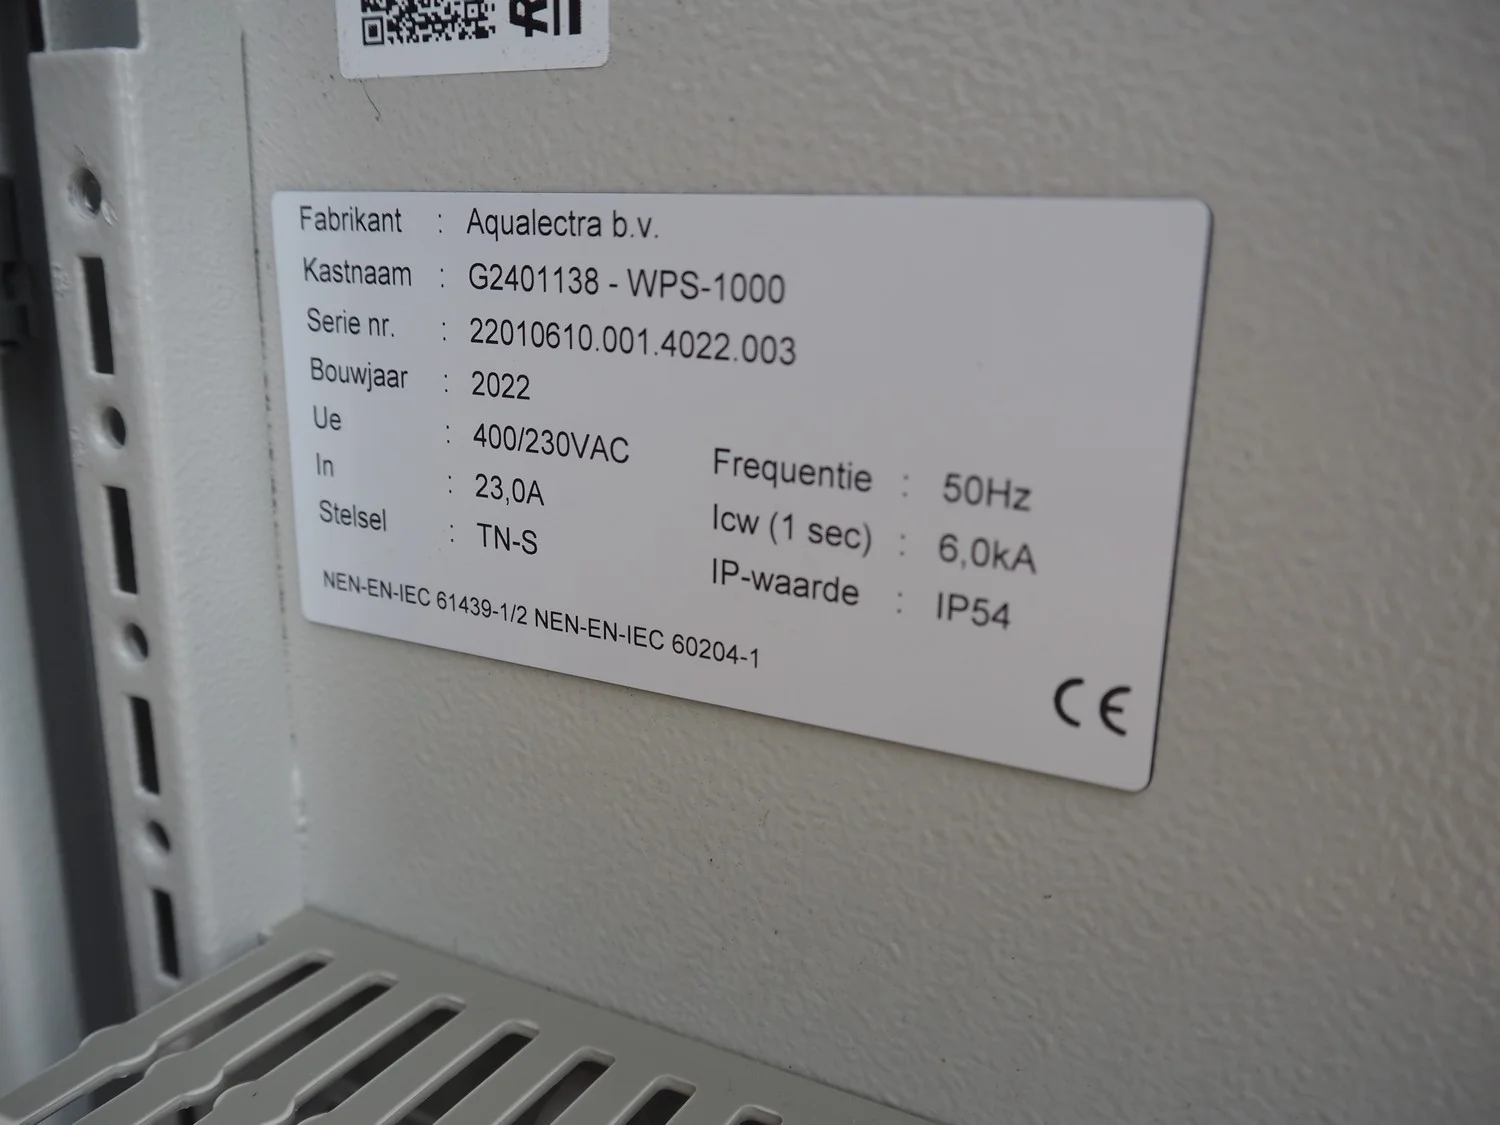 Fabrikant : Aqualectra b.v.
Kastnaam : G2401138 - WPS-1000
Serie nr. : 22010610.001.4022.003
Bouwjaar : 2022
Ue : 400/230VAC Frequentie : 50Hz
In : 23,0A Icw (1 sec) : 6,0kA
Stelsel : TN-S IP-waarde : IP54
NEN-EN-IEC 61439-1/2 NEN-EN-IEC 60204-1
CE